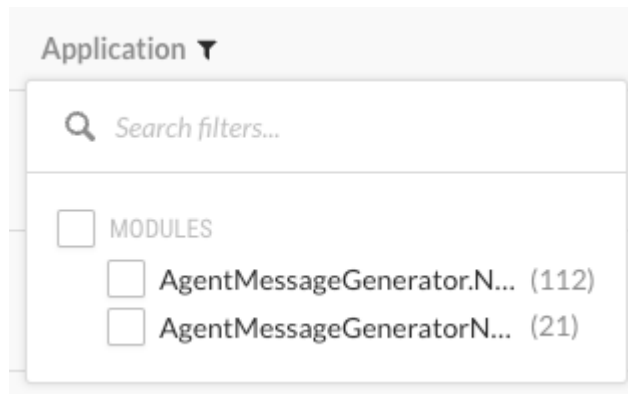 Application
Search filters...
MODULES
AgentMessageGenerator.N... (112)
AgentMessageGeneratorN... (21)